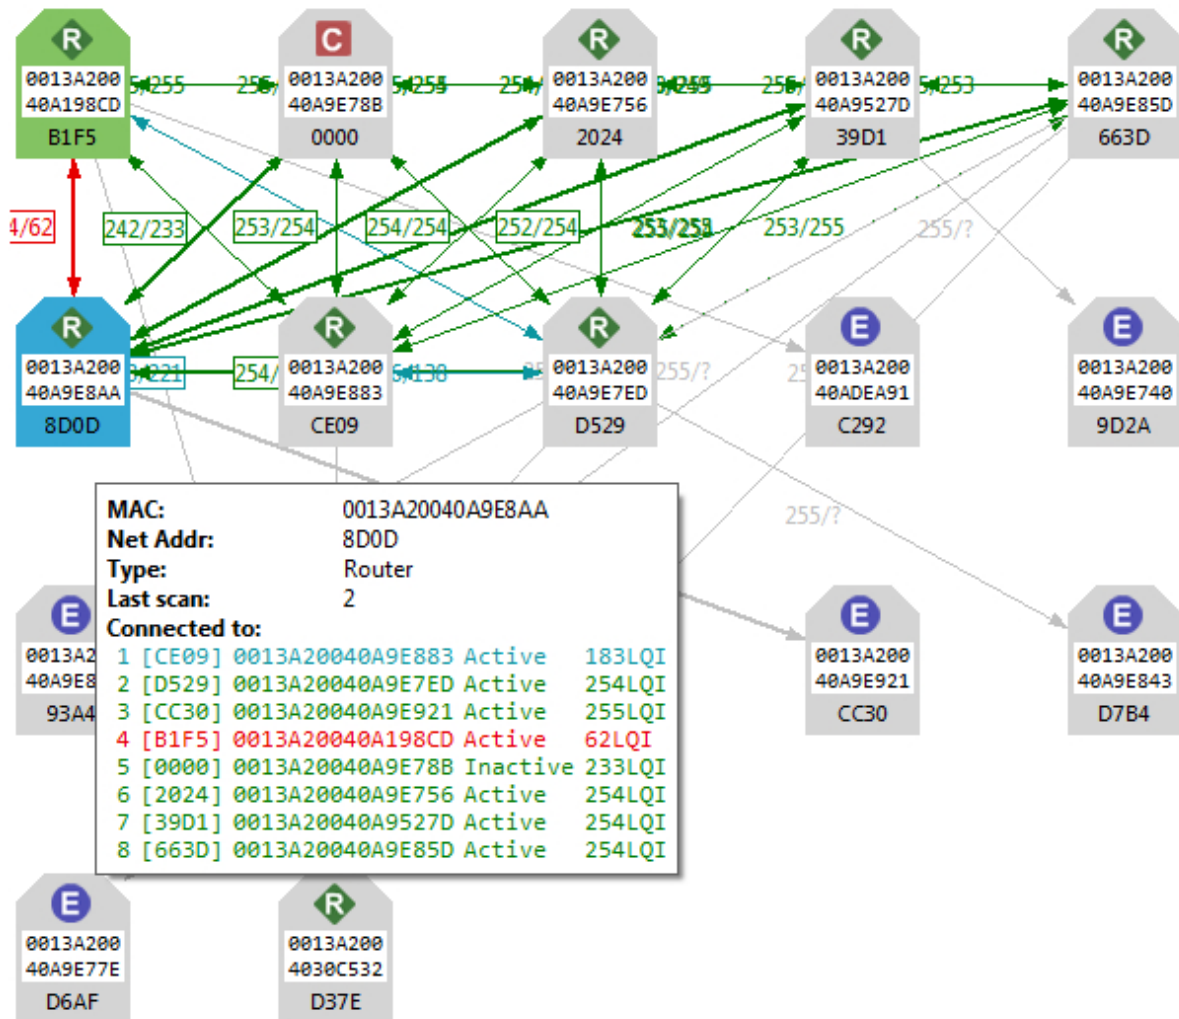 R C R R R
0013A200 0013A200 0013A200 0013A200 0013A200
40A198CD 40A9E78B 40A9E756 40A9527D 40A9E85D
B1F5 0000 2024 39D1 663D
4/62 242/233 253/254 254/254 252/254 253/255 255/?
R R R E E
0013A200 0013A200 0013A200 0013A200 0013A200
40A9E8AA 40A9E883 40A9E7ED 40ADEA91 40A9E740
8D0D CE09 D529 C292 9D2A
/221 254/ /138 255/?
255/?
MAC: 0013A20040A9E8AA
Net Addr: 8D0D
Type: Router
Last scan: 2
Connected to:
1 [CE09] 0013A20040A9E883 Active 183LQI
2 [D529] 0013A20040A9E7ED Active 254LQI
3 [CC30] 0013A20040A9E921 Active 255LQI
4 [B1F5] 0013A20040A198CD Active 62LQI
5 [0000] 0013A20040A9E78B Inactive 233LQI
6 [2024] 0013A20040A9E756 Active 254LQI
7 [39D1] 0013A20040A9527D Active 254LQI
8 [663D] 0013A20040A9E85D Active 254LQI
E E E
0013A2 0013A200 0013A200
40A9E8 40A9E921 40A9E843
93A4 CC30 D7B4
E R
0013A200 0013A200
40A9E77E 4030C532
D6AF D37E